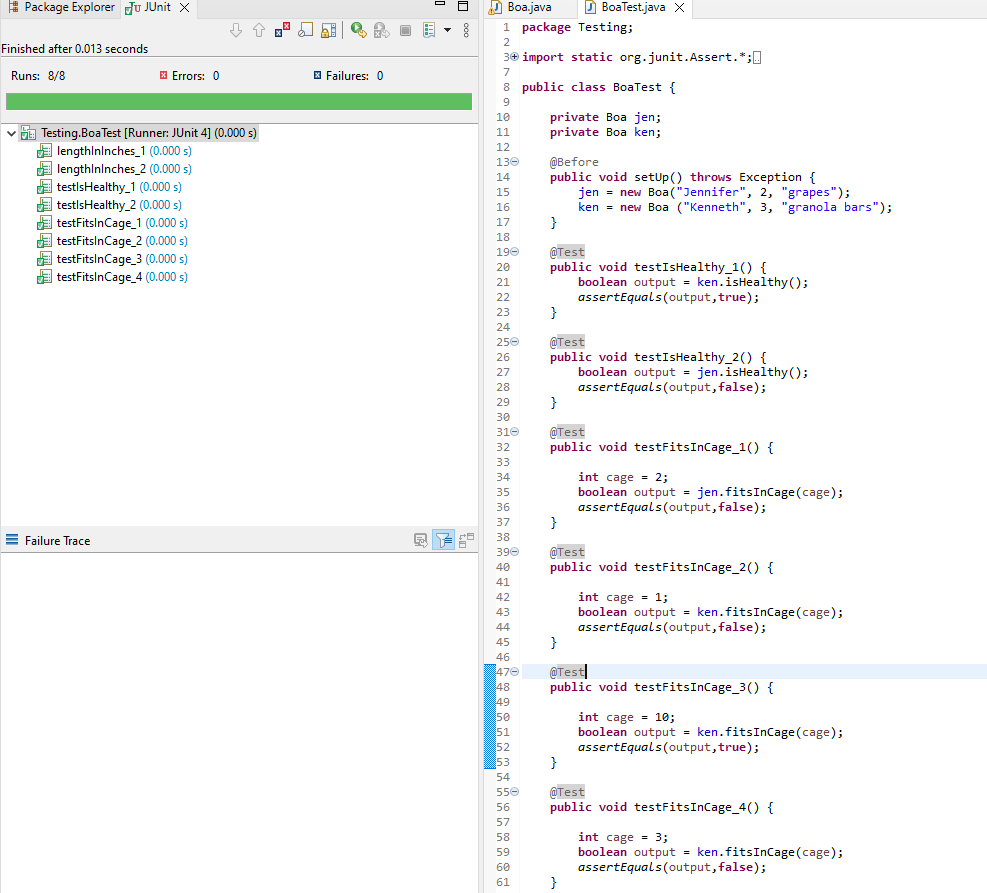 Package Explorer
JUnit
Finished after 0.013 seconds
Runs: 8/8
Errors: 0
Failures: 0
Testing.BoaTest [Runner: JUnit 4] (0.000 s)
lengthInInches_1 (0.000 s)
lengthInInches_2 (0.000 s)
testIsHealthy_1 (0.000 s)
testIsHealthy_2 (0.000 s)
testFitsInCage_1 (0.000 s)
testFitsInCage_2 (0.000 s)
testFitsInCage_3 (0.000 s)
testFitsInCage_4 (0.000 s)
Failure Trace
Boa.java
BoaTest.java
1 package Testing;
2
3 import static org.junit.Assert.*;
7
8 public class BoaTest {
9
10 private Boa jen;
11 private Boa ken;
12
13 @Before
14 public void setUp() throws Exception {
15 jen = new Boa("Jennifer", 2, "grapes");
16 ken = new Boa ("Kenneth", 3, "granola bars");
17 }
18
19 @Test
20 public void testIsHealthy_1() {
21 boolean output = ken.isHealthy();
22 assertEquals(output,true);
23 }
24
25 @Test
26 public void testIsHealthy_2() {
27 boolean output = jen.isHealthy();
28 assertEquals(output,false);
29 }
30
31 @Test
32 public void testFitsInCage_1() {
33
34 int cage = 2;
35 boolean output = jen.fitsInCage(cage);
36 assertEquals(output,false);
37 }
38
39 @Test
40 public void testFitsInCage_2() {
41
42 int cage = 1;
43 boolean output = ken.fitsInCage(cage);
44 assertEquals(output,false);
45 }
46
47 @Test
48 public void testFitsInCage_3() {
49
50 int cage = 10;
51 boolean output = ken.fitsInCage(cage);
52 assertEquals(output,true);
53 }
54
55 @Test
56 public void testFitsInCage_4() {
57
58 int cage = 3;
59 boolean output = ken.fitsInCage(cage);
60 assertEquals(output,false);
61 }